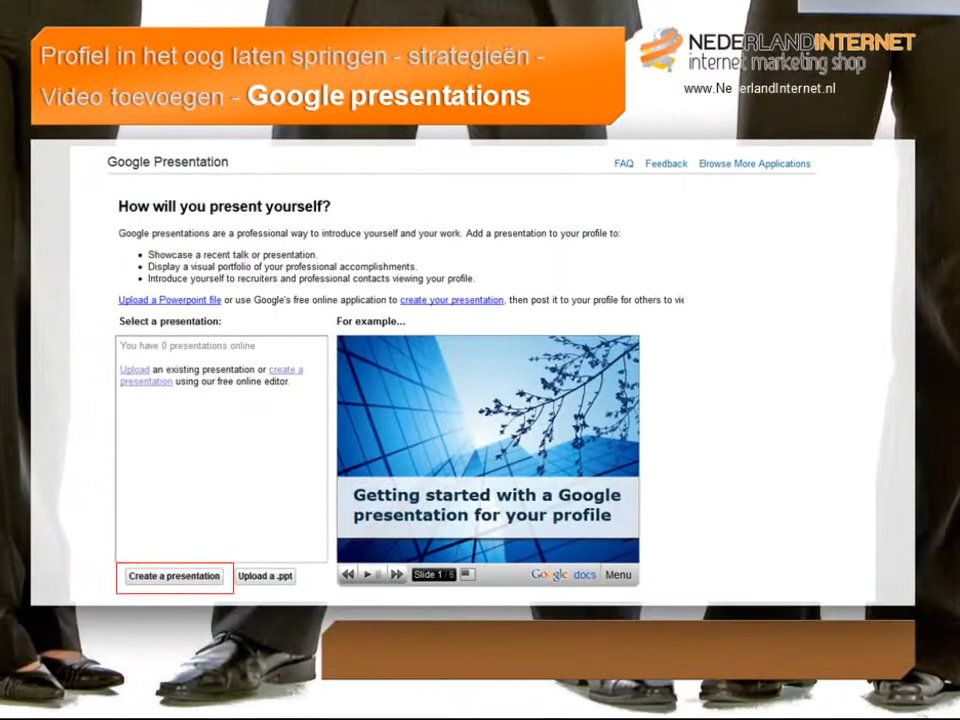 Profiel in het oog laten springen - strategieën -
Video toevoegen - Google presentations
NEDERLANDINTERNET
internet marketing shop
www.NederlandInternet.nl
Google Presentation
FAQ Feedback Browse More Applications
How will you present yourself?
Google presentations are a professional way to introduce yourself and your work. Add a presentation to your profile to:
• Showcase a recent talk or presentation.
• Display a visual portfolio of your professional accomplishments.
• Introduce yourself to recruiters and professional contacts viewing your profile.
Upload a Powerpoint file or use Google's free online application to create your presentation, then post it to your profile for others to vie
Select a presentation:
For example...
You have 0 presentations online
Upload an existing presentation or create a
presentation using our free online editor.
Getting started with a Google
presentation for your profile
Create a presentation Upload a .ppt
Slide 1 / 6 Google docs Menu